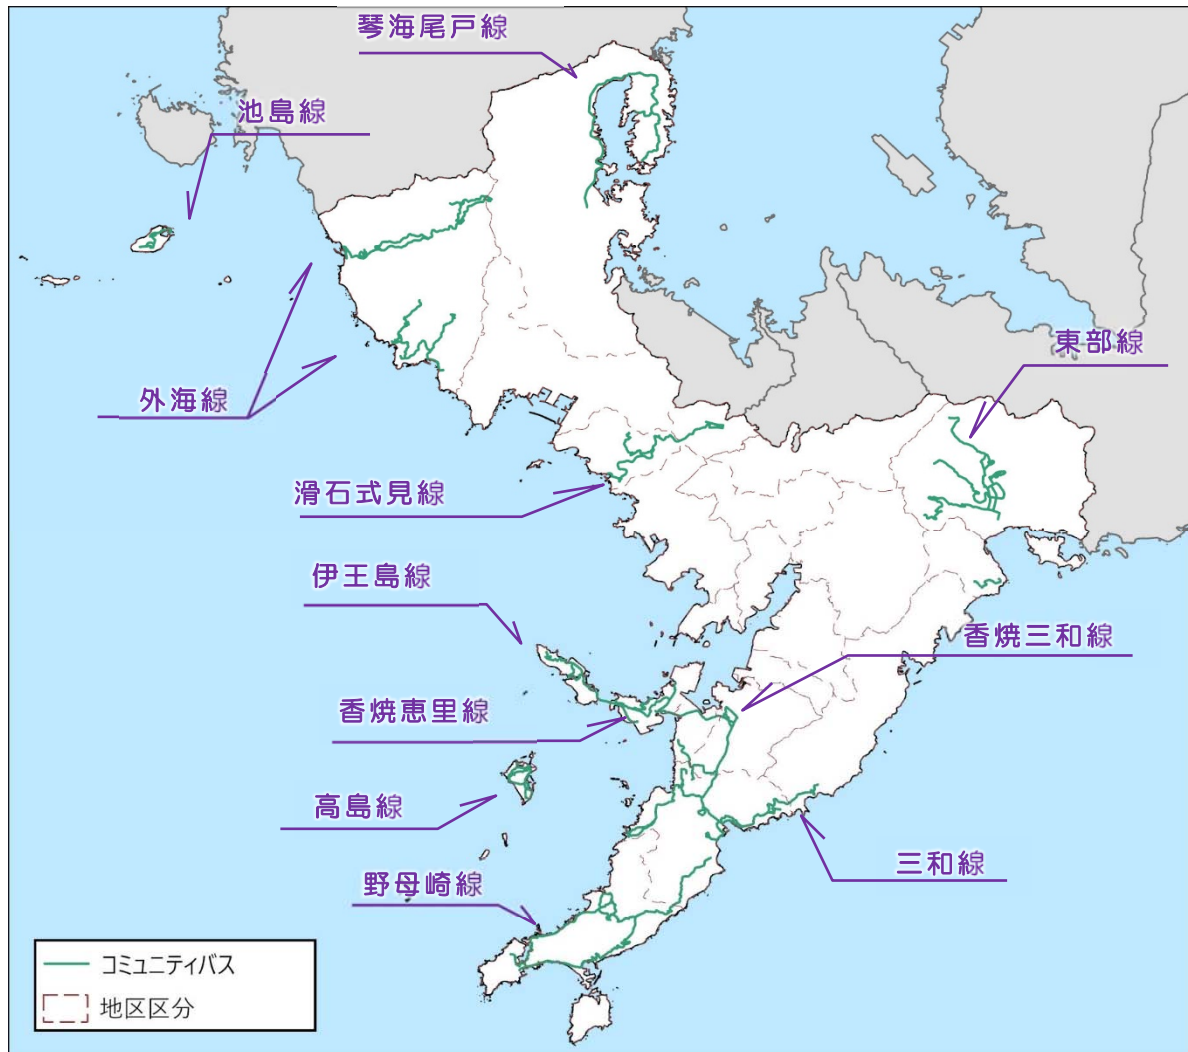 琴海尾戸線
池島線
東部線
外海線
滑石式見線
伊王島線
香焼三和線
香焼恵里線
高島線
三和線
野母崎線
コミュニティバス
地区区分